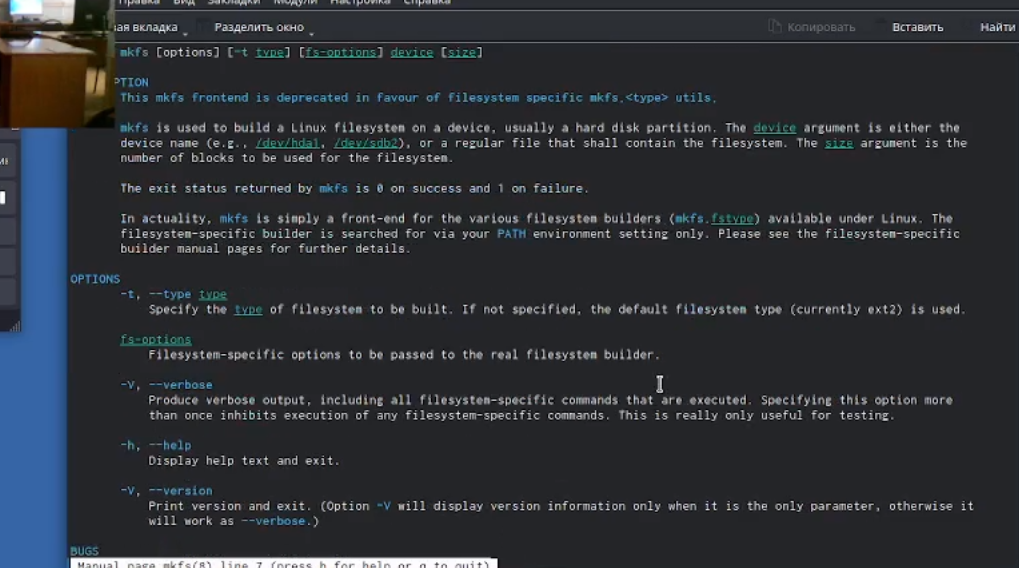 Правка Вид Закладки Модули Настройка Справка
ая вкладка Разделить окно Копировать Вставить Найти
mkfs [options] [-t type] [fs-options] device [size]
PTION
This mkfs frontend is deprecated in favour of filesystem specific mkfs.<type> utils.
mkfs is used to build a Linux filesystem on a device, usually a hard disk partition. The device argument is either the
device name (e.g., /dev/hda1, /dev/sdb2), or a regular file that shall contain the filesystem. The size argument is the
number of blocks to be used for the filesystem.
The exit status returned by mkfs is 0 on success and 1 on failure.
In actuality, mkfs is simply a front-end for the various filesystem builders (mkfs.fstype) available under Linux. The
filesystem-specific builder is searched for via your PATH environment setting only. Please see the filesystem-specific
builder manual pages for further details.
OPTIONS
-t, --type type
Specify the type of filesystem to be built. If not specified, the default filesystem type (currently ext2) is used.
fs-options
Filesystem-specific options to be passed to the real filesystem builder.
-V, --verbose
Produce verbose output, including all filesystem-specific commands that are executed. Specifying this option more
than once inhibits execution of any filesystem-specific commands. This is really only useful for testing.
-h, --help
Display help text and exit.
-V, --version
Print version and exit. (Option -V will display version information only when it is the only parameter, otherwise it
will work as --verbose.)
BUGS
Manual page mkfs(8) line 7 (press h for help or q to quit)